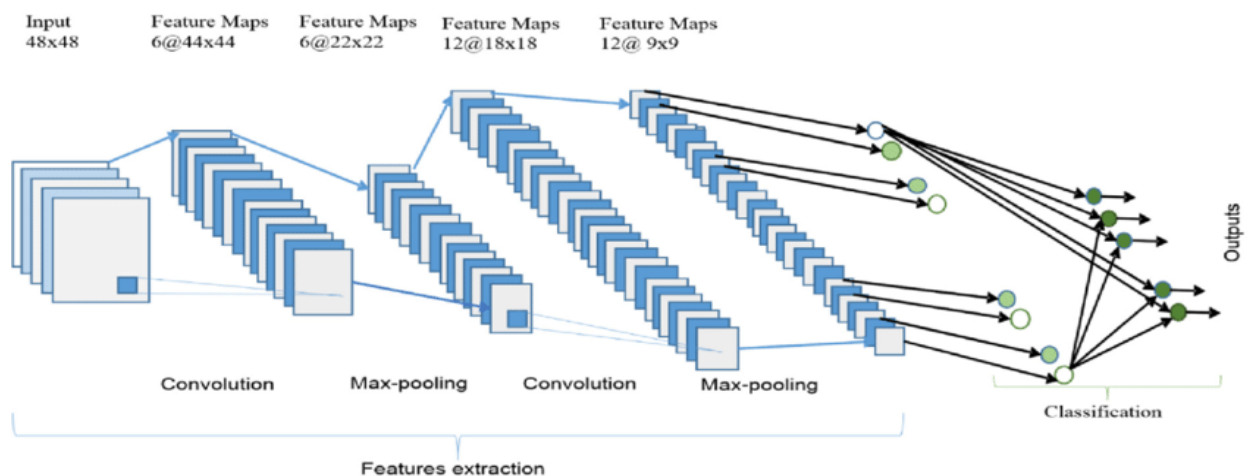 Input
48x48
Feature Maps
6@44x44
Feature Maps
6@22x22
Feature Maps
12@18x18
Feature Maps
12@ 9x9
Outputs
Convolution
Max-pooling
Convolution
Max-pooling
Classification
Features extraction